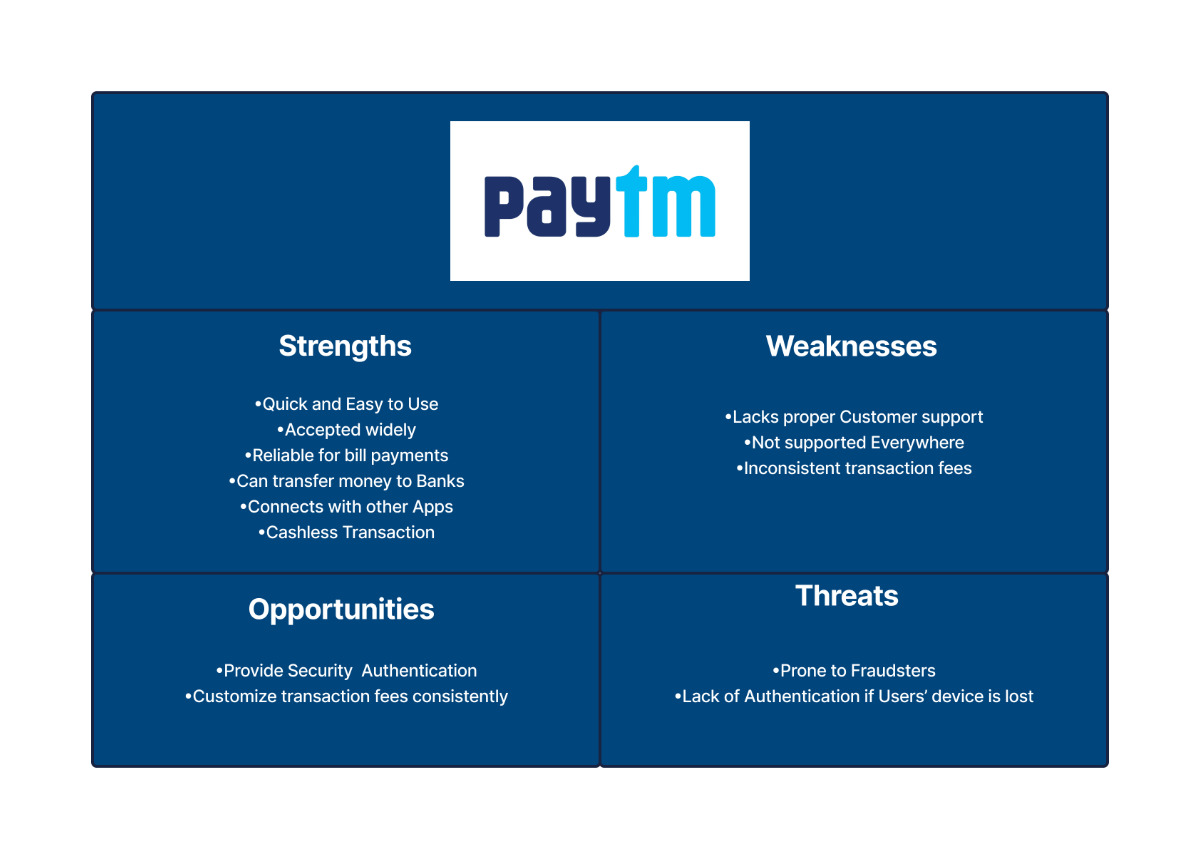 paytm
Strengths
•Quick and Easy to Use
•Accepted widely
•Reliable for bill payments
•Can transfer money to Banks
•Connects with other Apps
•Cashless Transaction
Weaknesses
•Lacks proper Customer support
•Not supported Everywhere
•Inconsistent transaction fees
Opportunities
•Provide Security  Authentication
•Customize transaction fees consistently
Threats
•Prone to Fraudsters
•Lack of Authentication if Users’ device is lost